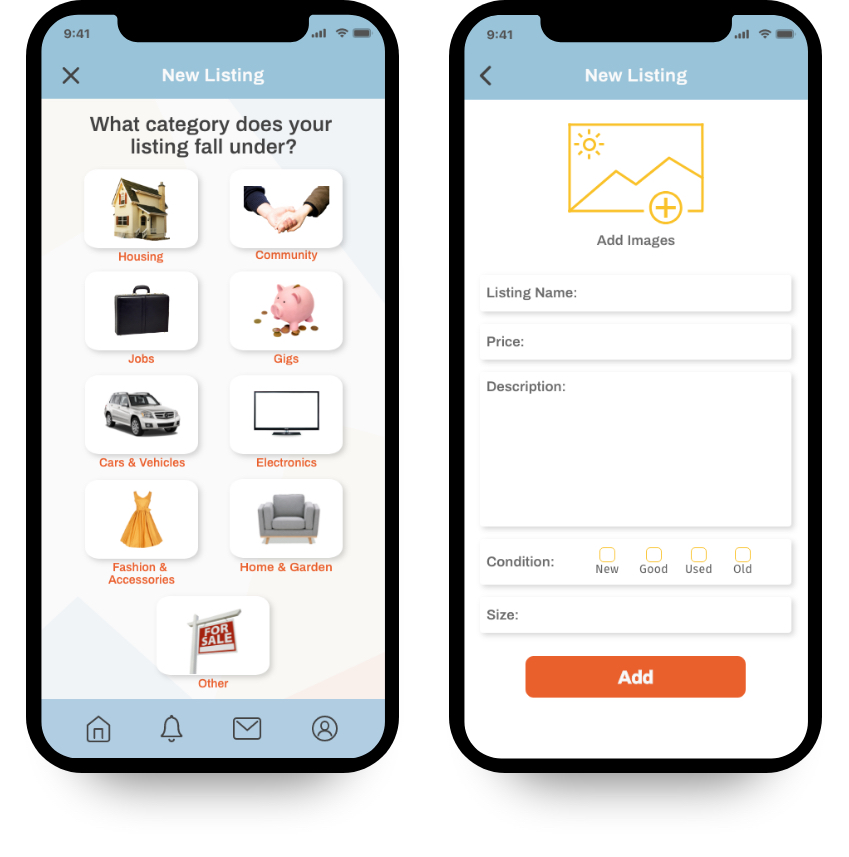 9:41
New Listing
What category does your
listing fall under?
Housing
Community
Jobs
Gigs
Cars & Vehicles
Electronics
Fashion &
Accessories
Home & Garden
FOR
SALE
Other
9:41
New Listing
Add Images
Listing Name:
Price:
Description:
Condition:
New
Good
Used
Old
Size:
Add